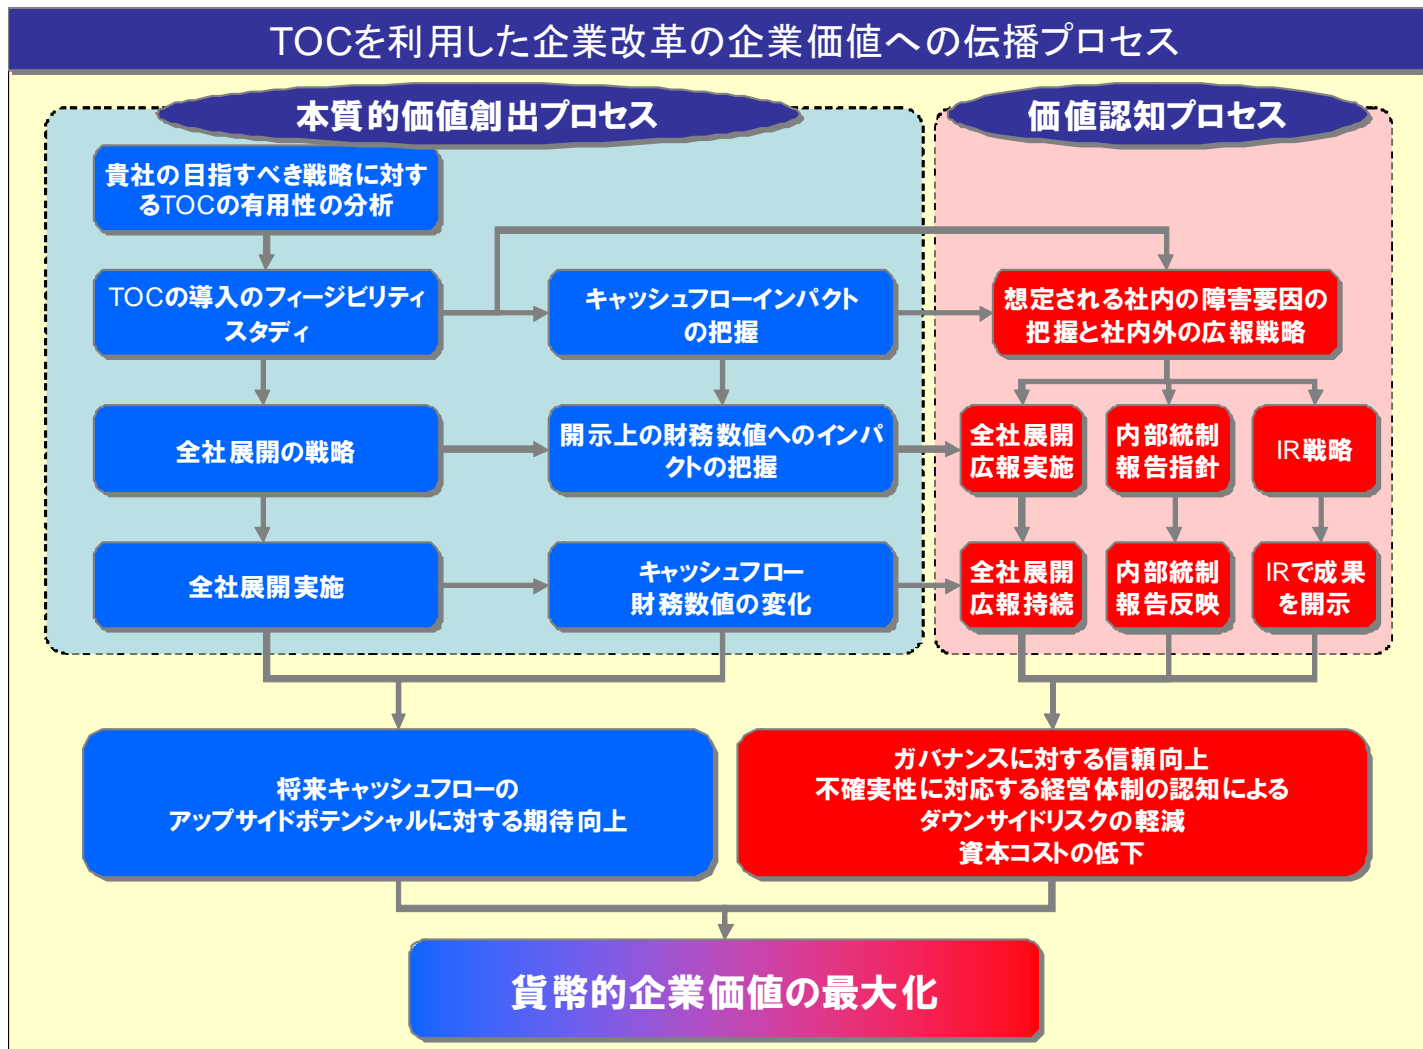 TOCを利用した企業改革の企業価値への伝播プロセス
本質的価値創出プロセス
価値認知プロセス
貴社の目指すべき戦略に対す
るTOCの有用性の分析
TOCの導入のフィージビリティ
スタディ
キャッシュフローインパクト
の把握
想定される社内の障害要因の
把握と社内外の広報戦略
全社展開の戦略
開示上の財務数値へのインパ
クトの把握
全社展開
広報実施
内部統制
報告指針
IR戦略
全社展開実施
キャッシュフロー
財務数値の変化
全社展開
広報持続
内部統制
報告反映
IRで成果
を開示
将来キャッシュフローの
アップサイドポテンシャルに対する期待向上
ガバナンスに対する信頼向上
不確実性に対応する経営体制の認知による
ダウンサイドリスクの軽減
資本コストの低下
貨幣的企業価値の最大化